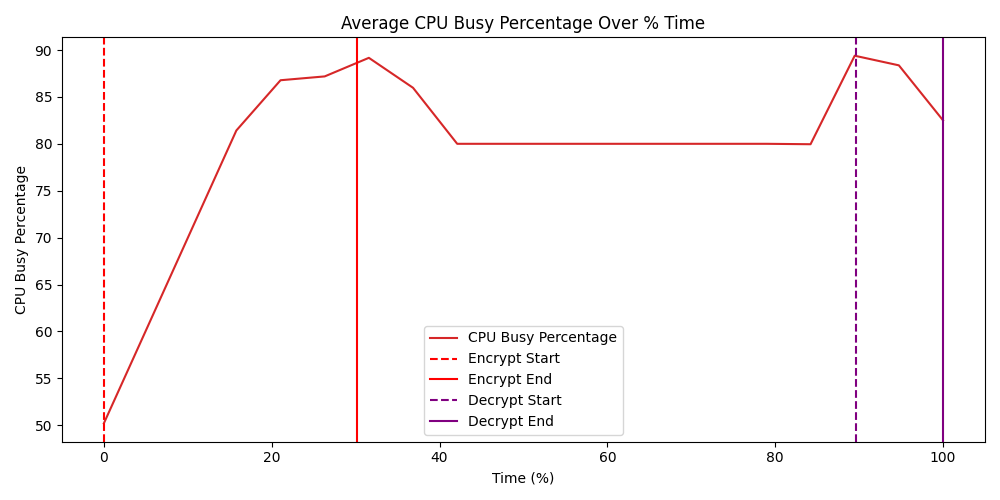 Average CPU Busy Percentage Over % Time
CPU Busy Percentage
90
85
80
75
70
65
60
55
50
CPU Busy Percentage
Encrypt Start
Encrypt End
Decrypt Start
Decrypt End
0 20 40 60 80 100
Time (%)